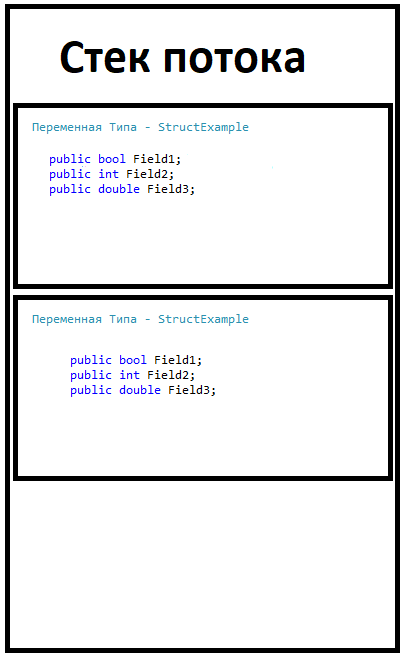 Стек потока
Переменная Типа - StructExample
public bool Field1;
public int Field2;
public double Field3;
Переменная Типа - StructExample
public bool Field1;
public int Field2;
public double Field3;